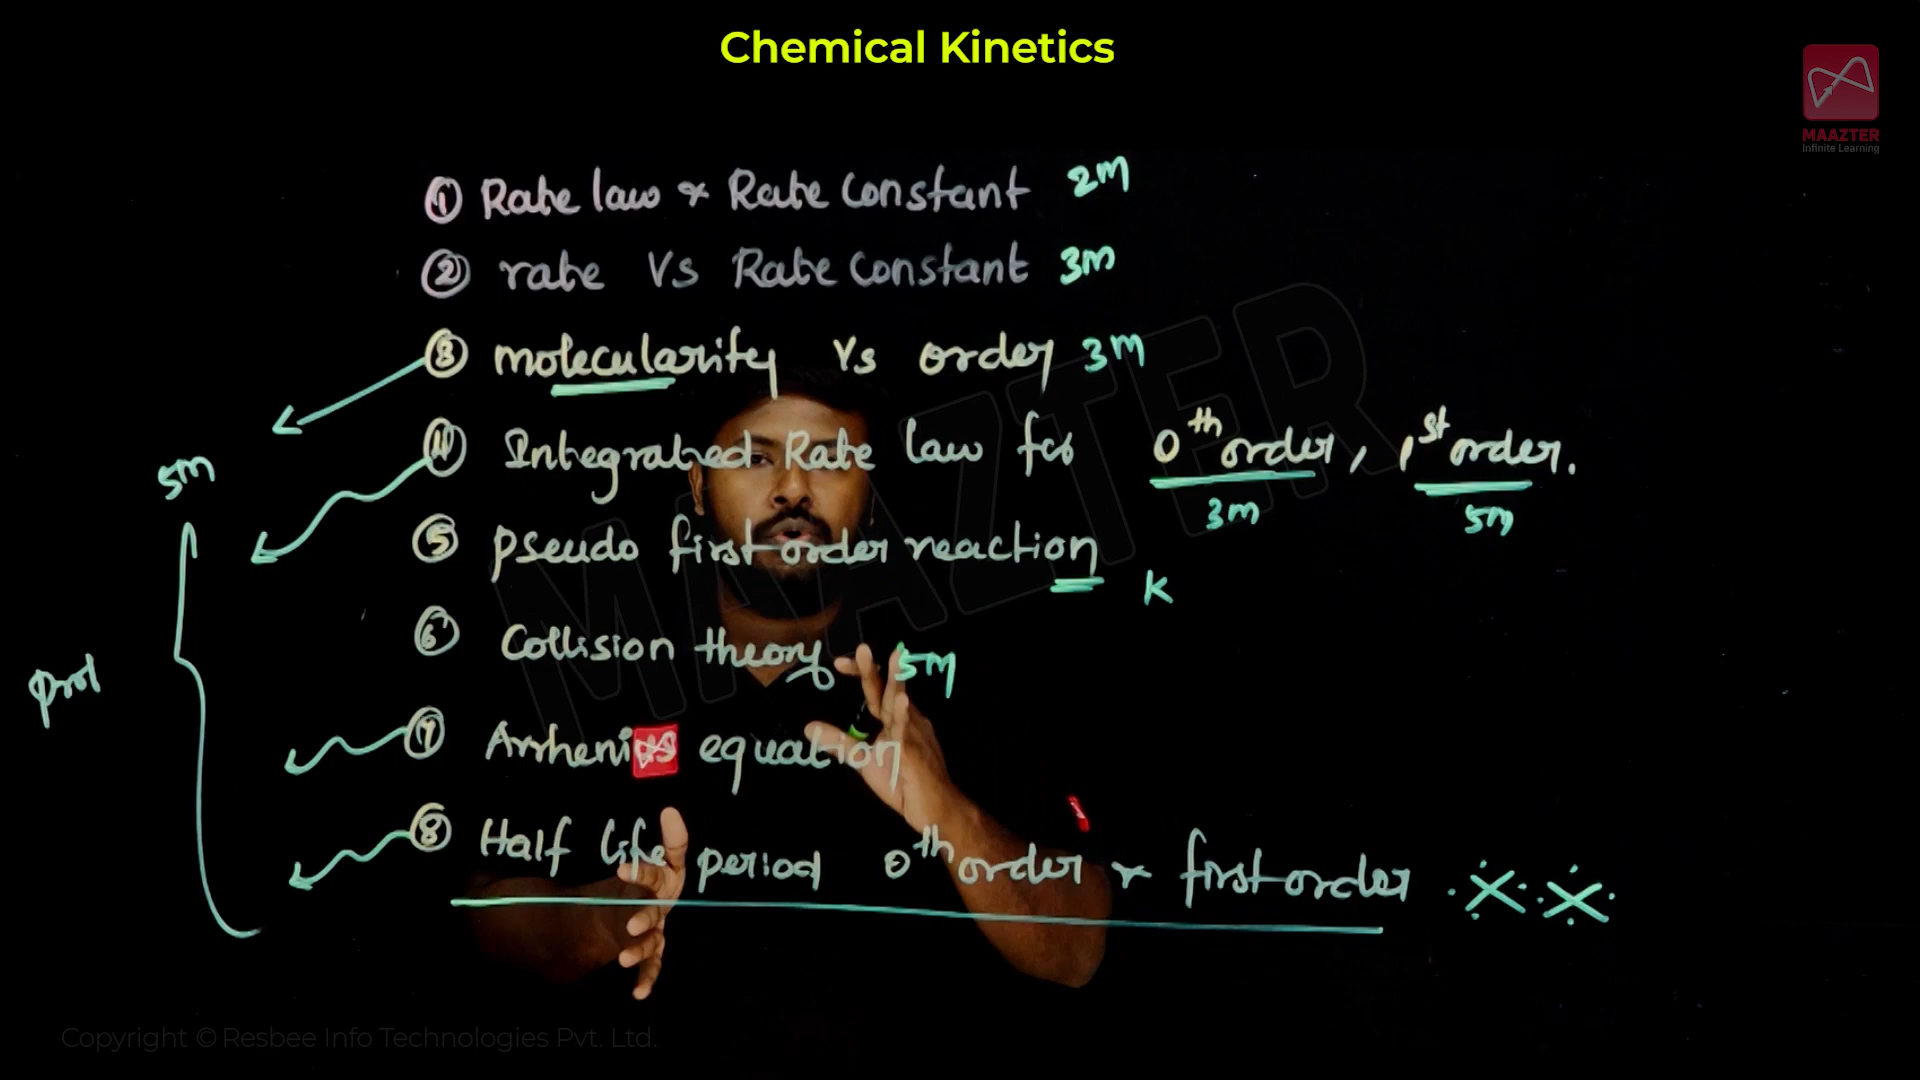 Chemical Kinetics
MAAZTER
Infinite Learning
① Rate law & Rate Constant 2M
② rate Vs Rate Constant 3M
③ molecularity Vs order 3M
④ Integrated Rate law for 0th order, 1st order.
3M 5M
5M
⑤ pseudo first order reaction
K
⑥ Collision theory 5M
⑦ Arrhenius equation
⑧ Half life period 0th order & first order
MAAZTER
Copyright © Resbee Info Technologies Pvt. Ltd.